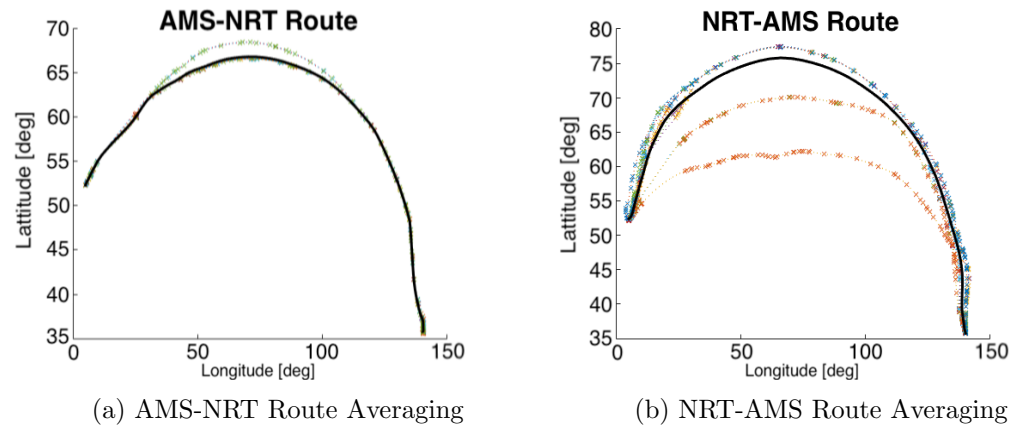 AMS-NRT Route
70
65
60
55
50
45
40
35
Lattitude [deg]
0 50 100 150
Longitude [deg]
(a) AMS-NRT Route Averaging
NRT-AMS Route
80
75
70
65
60
55
50
45
40
35
Lattitude [deg]
0 50 100 150
Longitude [deg]
(b) NRT-AMS Route Averaging